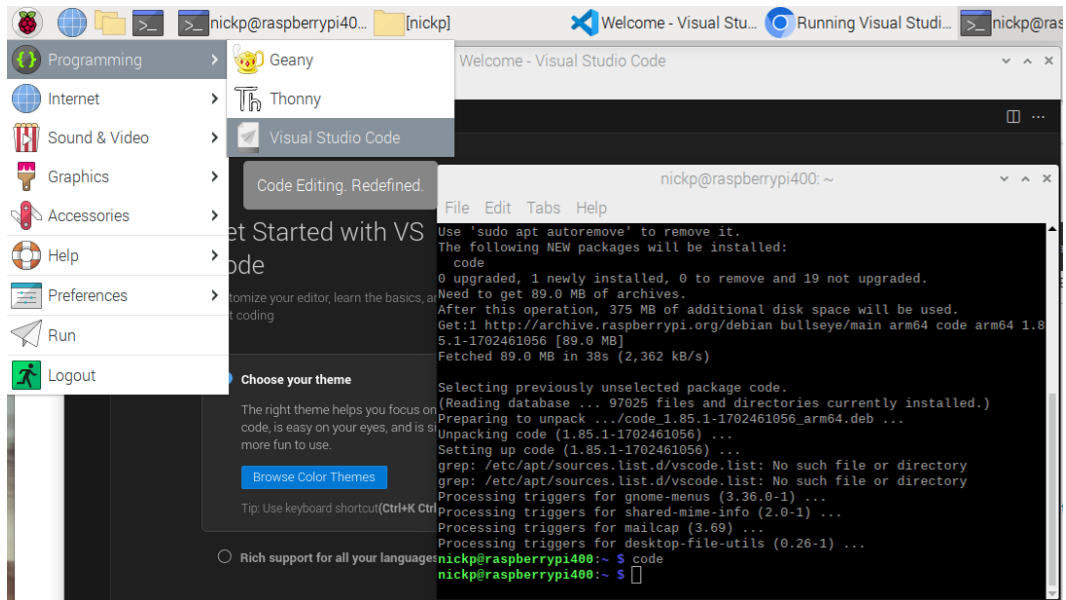 nickp@raspberrypi40...
[nickp]
Welcome - Visual Stu...
Running Visual Studi...
nickp@ras
Programming
Internet
Sound & Video
Graphics
Accessories
Help
Preferences
Run
Logout
Geany
Th Thonny
Visual Studio Code
Code Editing. Redefined.
Welcome - Visual Studio Code
et Started with VS
ode
tomize your editor, learn the basics, a
t coding
Choose your theme
The right theme helps you focus on
code, is easy on your eyes, and is si
more fun to use.
Browse Color Themes
Tip: Use keyboard shortcut(Ctrl+K Ctrl
Rich support for all your languages
nickp@raspberrypi400: ~
File Edit Tabs Help
Use 'sudo apt autoremove' to remove it.
The following NEW packages will be installed:
code
0 upgraded, 1 newly installed, 0 to remove and 19 not upgraded.
Need to get 89.0 MB of archives.
After this operation, 375 MB of additional disk space will be used.
Get:1 http://archive.raspberrypi.org/debian bullseye/main arm64 code arm64 1.8
5.1-1702461056 [89.0 MB]
Fetched 89.0 MB in 38s (2,362 kB/s)
Selecting previously unselected package code.
(Reading database ... 97025 files and directories currently installed.)
Preparing to unpack .../code_1.85.1-1702461056_arm64.deb ...
Unpacking code (1.85.1-1702461056) ...
Setting up code (1.85.1-1702461056) ...
grep: /etc/apt/sources.list.d/vscode.list: No such file or directory
grep: /etc/apt/sources.list.d/vscode.list: No such file or directory
Processing triggers for gnome-menus (3.36.0-1) ...
Processing triggers for shared-mime-info (2.0-1) ...
Processing triggers for mailcap (3.69) ...
Processing triggers for desktop-file-utils (0.26-1) ...
nickp@raspberrypi400:~ $ code
nickp@raspberrypi400:~ $